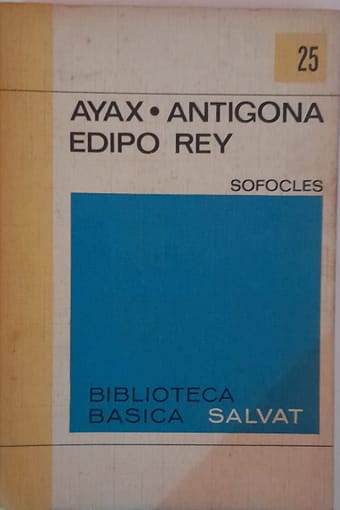 25
AYAX • ANTIGONA
EDIPO REY
SOFOCLES
BIBLIOTECA
BASICA SALVAT